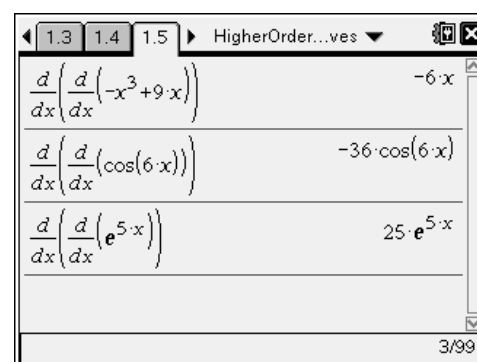 1.3 1.4 1.5 HigherOrder...ves
d/dx(d/dx(-x³+9·x)) -6·x
d/dx(d/dx(cos(6·x))) -36·cos(6·x)
d/dx(d/dx(e^5·x)) 25·e^5·x
3/99